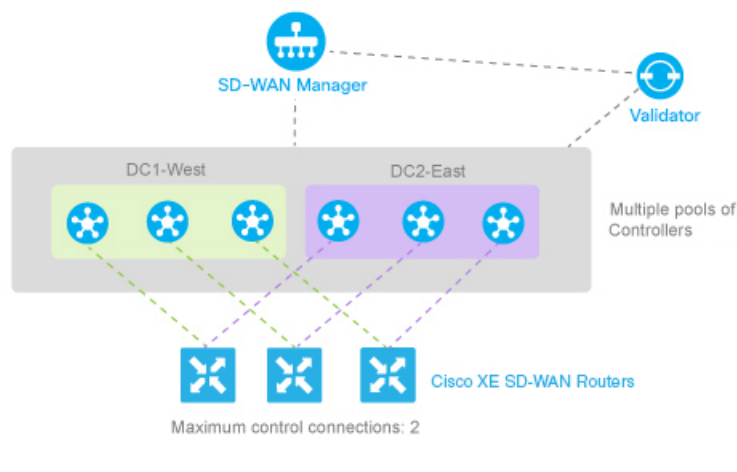 SD-WAN Manager
Validator
DC1-West
DC2-East
Multiple pools of
Controllers
Cisco XE SD-WAN Routers
Maximum control connections: 2